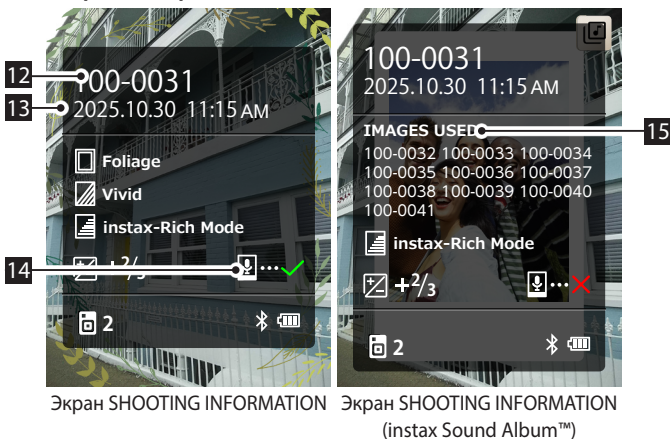 12
100-0031
13
2025.10.30 11:15 AM
Foliage
Vivid
instax-Rich Mode
14
+2/3
2
Экран SHOOTING INFORMATION
100-0031
2025.10.30 11:15 AM
IMAGES USED
15
100-0032 100-0033 100-0034
100-0035 100-0036 100-0037
100-0038 100-0039 100-0040
100-0041
instax-Rich Mode
+2/3
2
Экран SHOOTING INFORMATION
(instax Sound Album™)